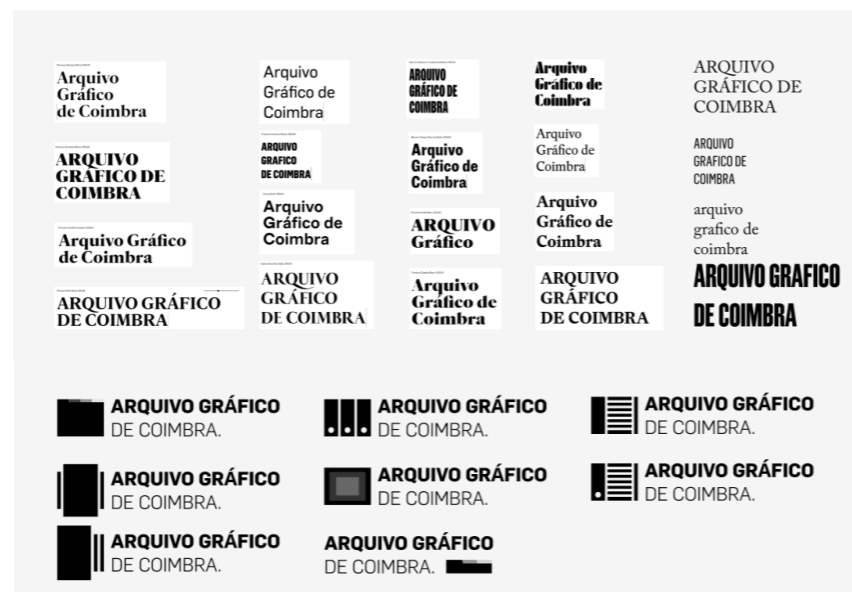 Arquivo
Gráfico
de Coimbra
Arquivo
Gráfico de
Coimbra
ARQUIVO
GRÁFICO DE
COIMBRA
Arquivo
Gráfico de
Coimbra
ARQUIVO
GRÁFICO DE
COIMBRA
ARQUIVO
GRÁFICO DE
COIMBRA
ARQUIVO
GRAFICO
DE COIMBRA
Arquivo
Gráfico de
Coimbra
Arquivo
Gráfico de
Coimbra
ARQUIVO
GRAFICO DE
COIMBRA
Arquivo Gráfico
de Coimbra
Arquivo
Gráfico de
Coimbra
ARQUIVO
Gráfico
Arquivo
Gráfico de
Coimbra
arquivo
grafico de
coimbra
ARQUIVO GRÁFICO
DE COIMBRA
ARQUIVO
GRÁFICO
DE COIMBRA
Arquivo
Gráfico de
Coimbra
ARQUIVO
GRÁFICO
DE COIMBRA
ARQUIVO GRAFICO
DE COIMBRA
ARQUIVO GRÁFICO
DE COIMBRA.
ARQUIVO GRÁFICO
DE COIMBRA.
ARQUIVO GRÁFICO
DE COIMBRA.
ARQUIVO GRÁFICO
DE COIMBRA.
ARQUIVO GRÁFICO
DE COIMBRA.
ARQUIVO GRÁFICO
DE COIMBRA.
ARQUIVO GRÁFICO
DE COIMBRA.
ARQUIVO GRÁFICO
DE COIMBRA.